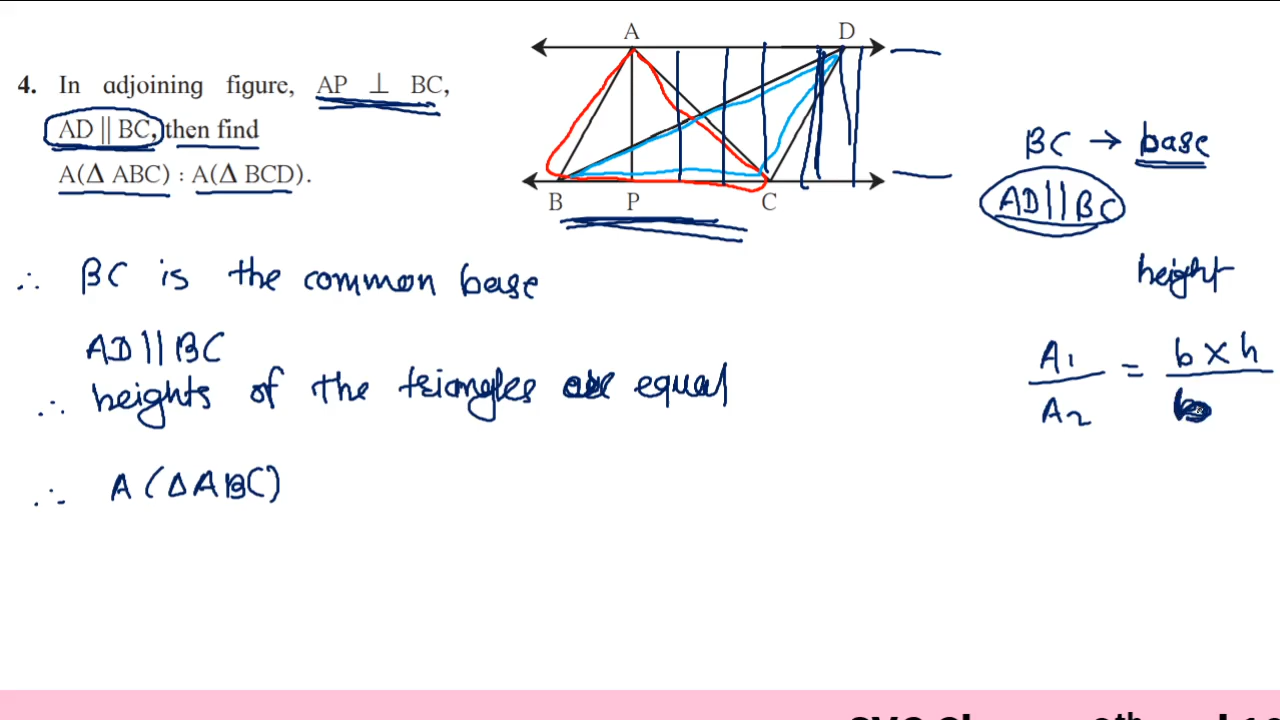 4. In adjoining figure, AP ⊥ BC,
AD || BC, then find
A(Δ ABC) : A(Δ BCD).
A
D
B
P
C
BC → base
AD || BC
height
A1 / A2 = b × h
∴ BC is the common base
AD || BC
∴ heights of the triangles are equal
∴ A (Δ ABC)